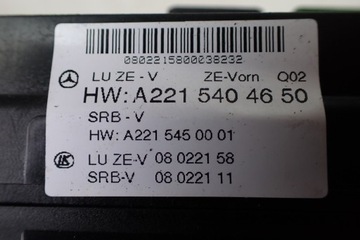 0802215800038232
LU ZE-V ZE-Vorn Q02
HW: A221 540 46 50
SRB-V
HW: A221 545 00 01
LK LU ZE-V 08 0221 58
SRB-V 08 0221 11